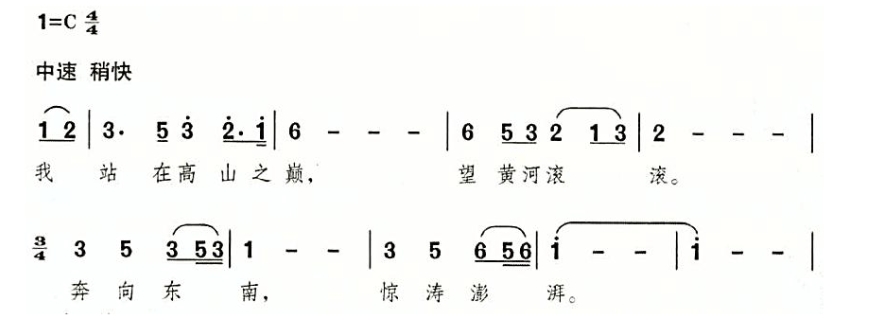 1=C 4/4
中速 稍快
1 2 | 3. 5 3̇ 2̇. 1̇ | 6 - - - | 6 5 3 2 1 3 | 2 - - - |
我 站 在高 山之巅, 望 黄河滚 滚。
3/4 3 5 3 5 3 | 1 - - | 3 5 6 5 6 | 1̇ - - | 1̇ - - |
奔 向 东 南, 惊 涛 澎 湃。